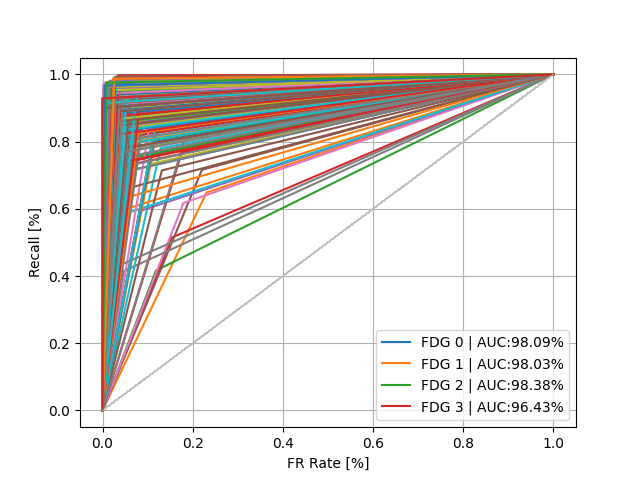 1.0
0.8
0.6
0.4
0.2
0.0
Recall [%]
FDG 0 | AUC:98.09%
FDG 1 | AUC:98.03%
FDG 2 | AUC:98.38%
FDG 3 | AUC:96.43%
0.0 0.2 0.4 0.6 0.8 1.0
FR Rate [%]